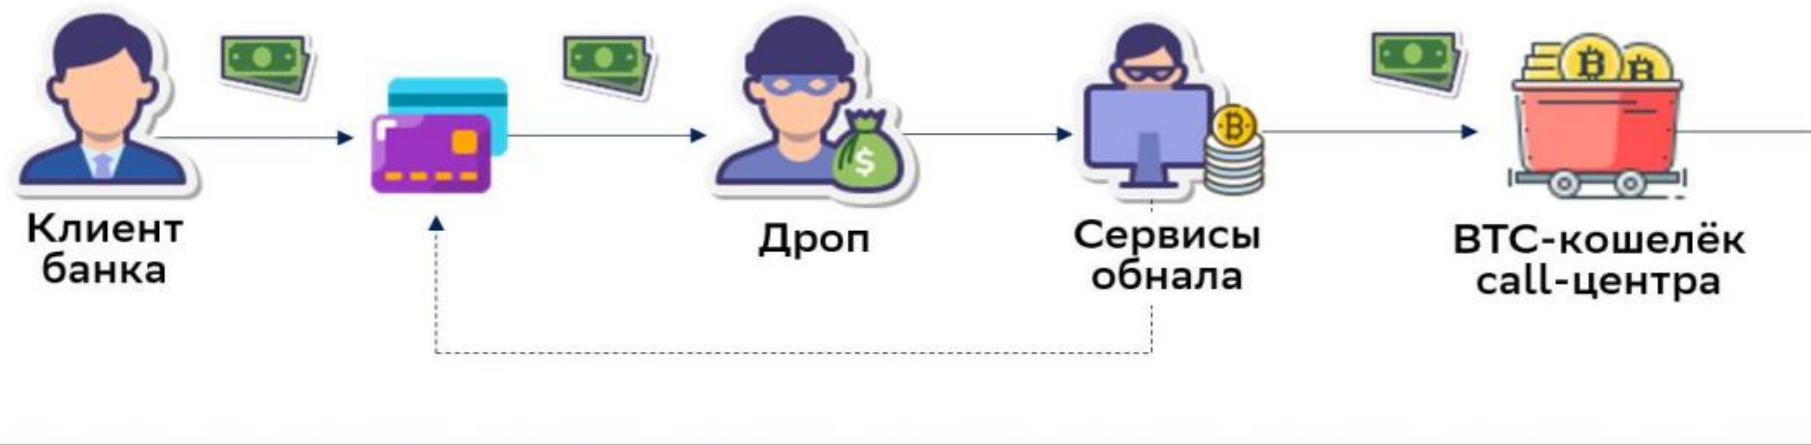 Клиент
банка
Дроп
Сервисы
обнала
BTC-кошелёк
call-центра